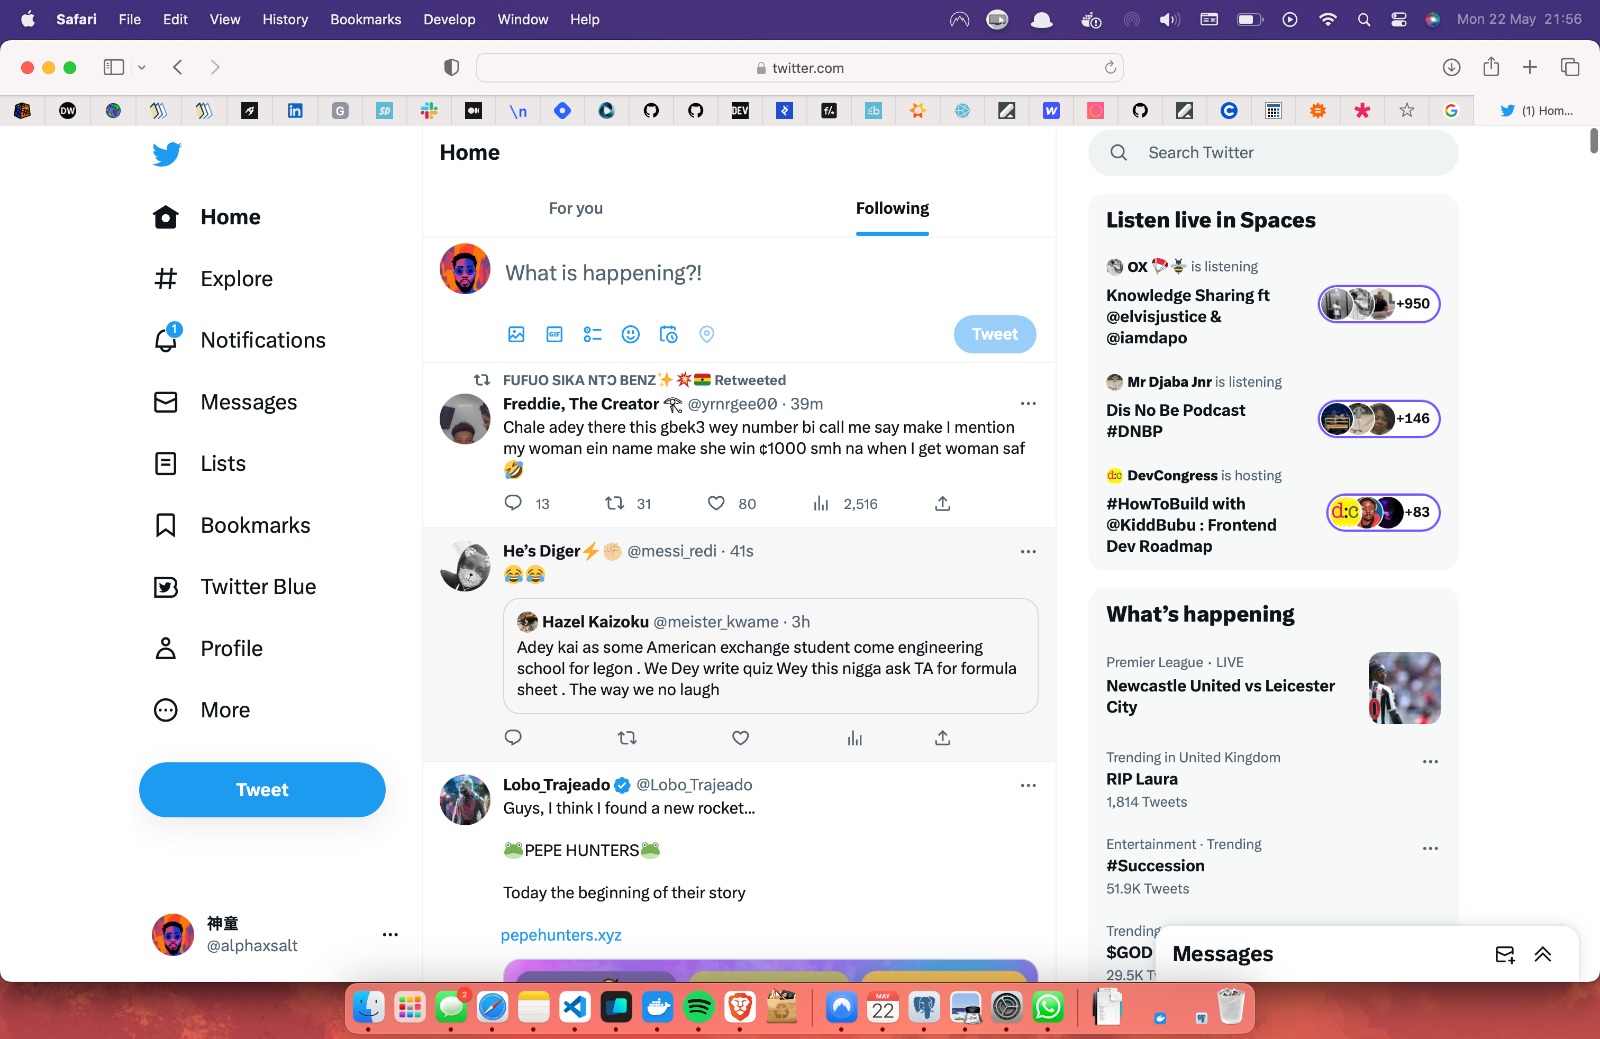 Safari File Edit View History Bookmarks Develop Window Help Mon 22 May 21:56
twitter.com
DW
in
G
SD
\n
DEV
(1) Hom...
Home
Explore
1
Notifications
Messages
Lists
Bookmarks
Twitter Blue
Profile
More
Tweet
神童
@alphaxsalt
Home
For you Following
What is happening?!
GIF
Tweet
FUFUO SIKA NTƆ BENZ✨💥🇬🇭 Retweeted
Freddie, The Creator @yrnrgee00 · 39m
Chale adey there this gbek3 wey number bi call me say make I mention
my woman ein name make she win ¢1000 smh na when I get woman saf
🤣
13 31 80 2,516
He’s Diger⚡✊🏼 @messi_redi · 41s
😂😂
Hazel Kaizoku @meister_kwame · 3h
Adey kai as some American exchange student come engineering
school for legon . We Dey write quiz Wey this nigga ask TA for formula
sheet . The way we no laugh
Lobo_Trajeado @Lobo_Trajeado
Guys, I think I found a new rocket...
🐸PEPE HUNTERS🐸
Today the beginning of their story
pepehunters.xyz
Search Twitter
Listen live in Spaces
OX is listening
Knowledge Sharing ft
@elvisjustice &
@iamdapo
+950
Mr Djaba Jnr is listening
Dis No Be Podcast
#DNBP
+146
DevCongress is hosting
#HowToBuild with
@KiddBubu : Frontend
Dev Roadmap
d:c
+83
What’s happening
Premier League · LIVE
Newcastle United vs Leicester
City
Trending in United Kingdom
RIP Laura
1,814 Tweets
Entertainment · Trending
#Succession
51.9K Tweets
Trending
$GOD
29.5K T
Messages
2
MAY
22